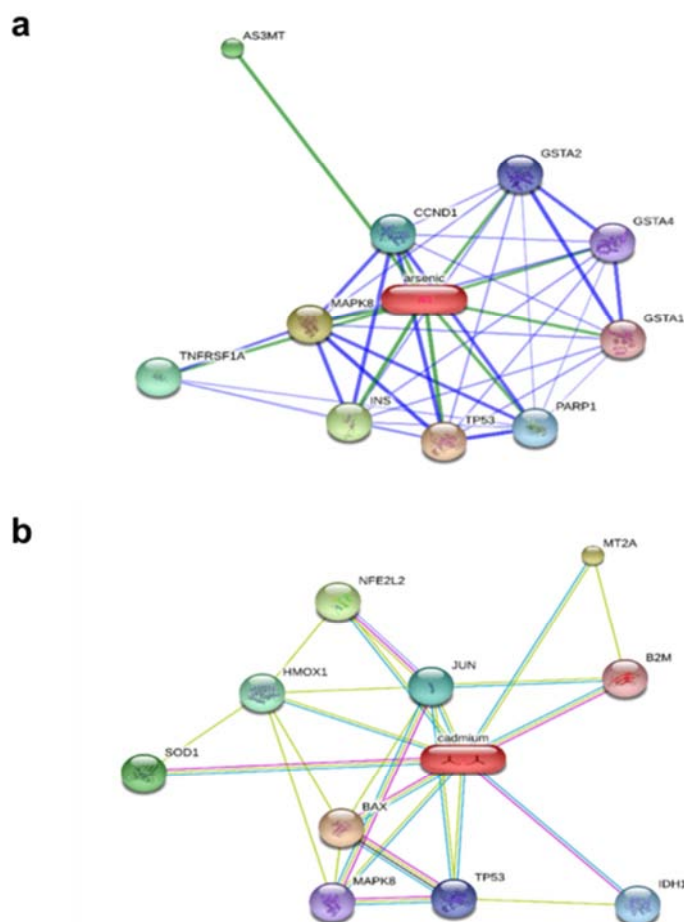 a
AS3MT
GSTA2
CCND1
GSTA4
arsenic
MAPK8
GSTA1
TNFRSF1A
INS
TP53
PARP1
b
MT2A
NFE2L2
JUN
B2M
HMOX1
cadmium
SOD1
BAX
MAPK8
TP53
IDH1